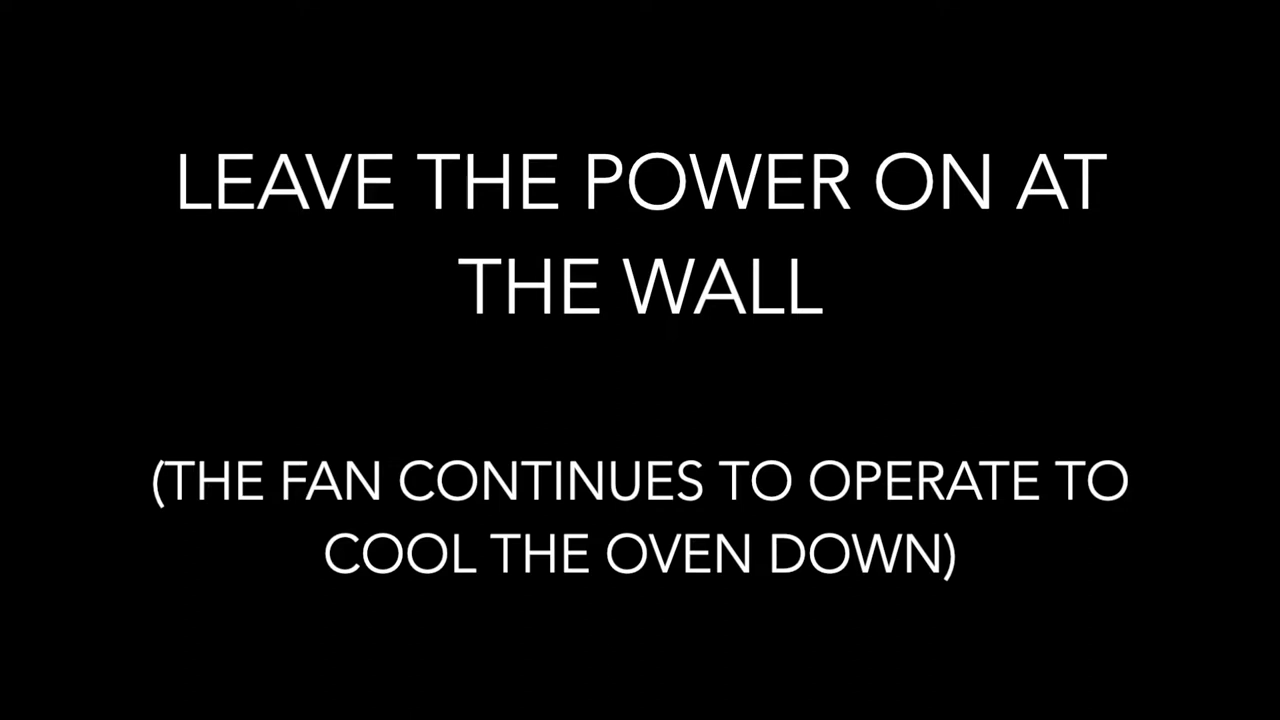 LEAVE THE POWER ON AT
THE WALL
(THE FAN CONTINUES TO OPERATE TO
COOL THE OVEN DOWN)